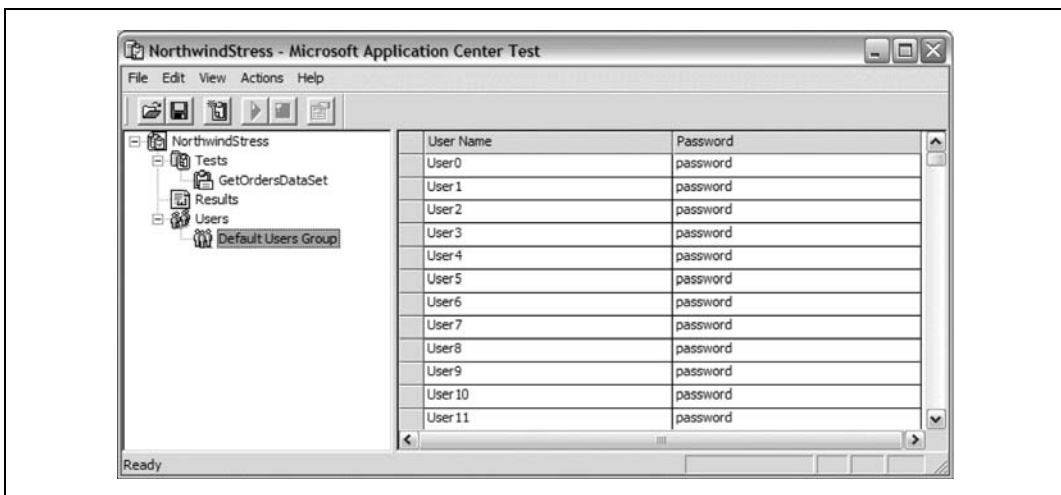 NorthwindStress - Microsoft Application Center Test
File Edit View Actions Help
NorthwindStress
Tests
GetOrdersDataSet
Results
Users
Default Users Group
User Name Password
User0 password
User1 password
User2 password
User3 password
User4 password
User5 password
User6 password
User7 password
User8 password
User9 password
User10 password
User11 password
Ready